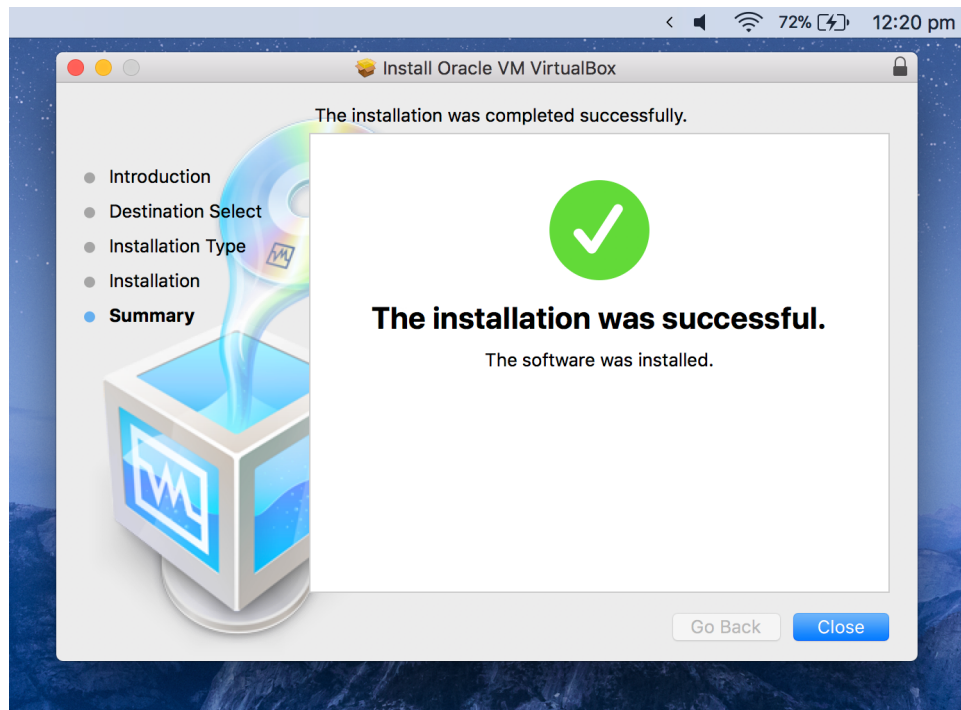 72% 12:20 pm
Install Oracle VM VirtualBox
The installation was completed successfully.
Introduction
Destination Select
Installation Type
Installation
Summary
The installation was successful.
The software was installed.
Go Back Close